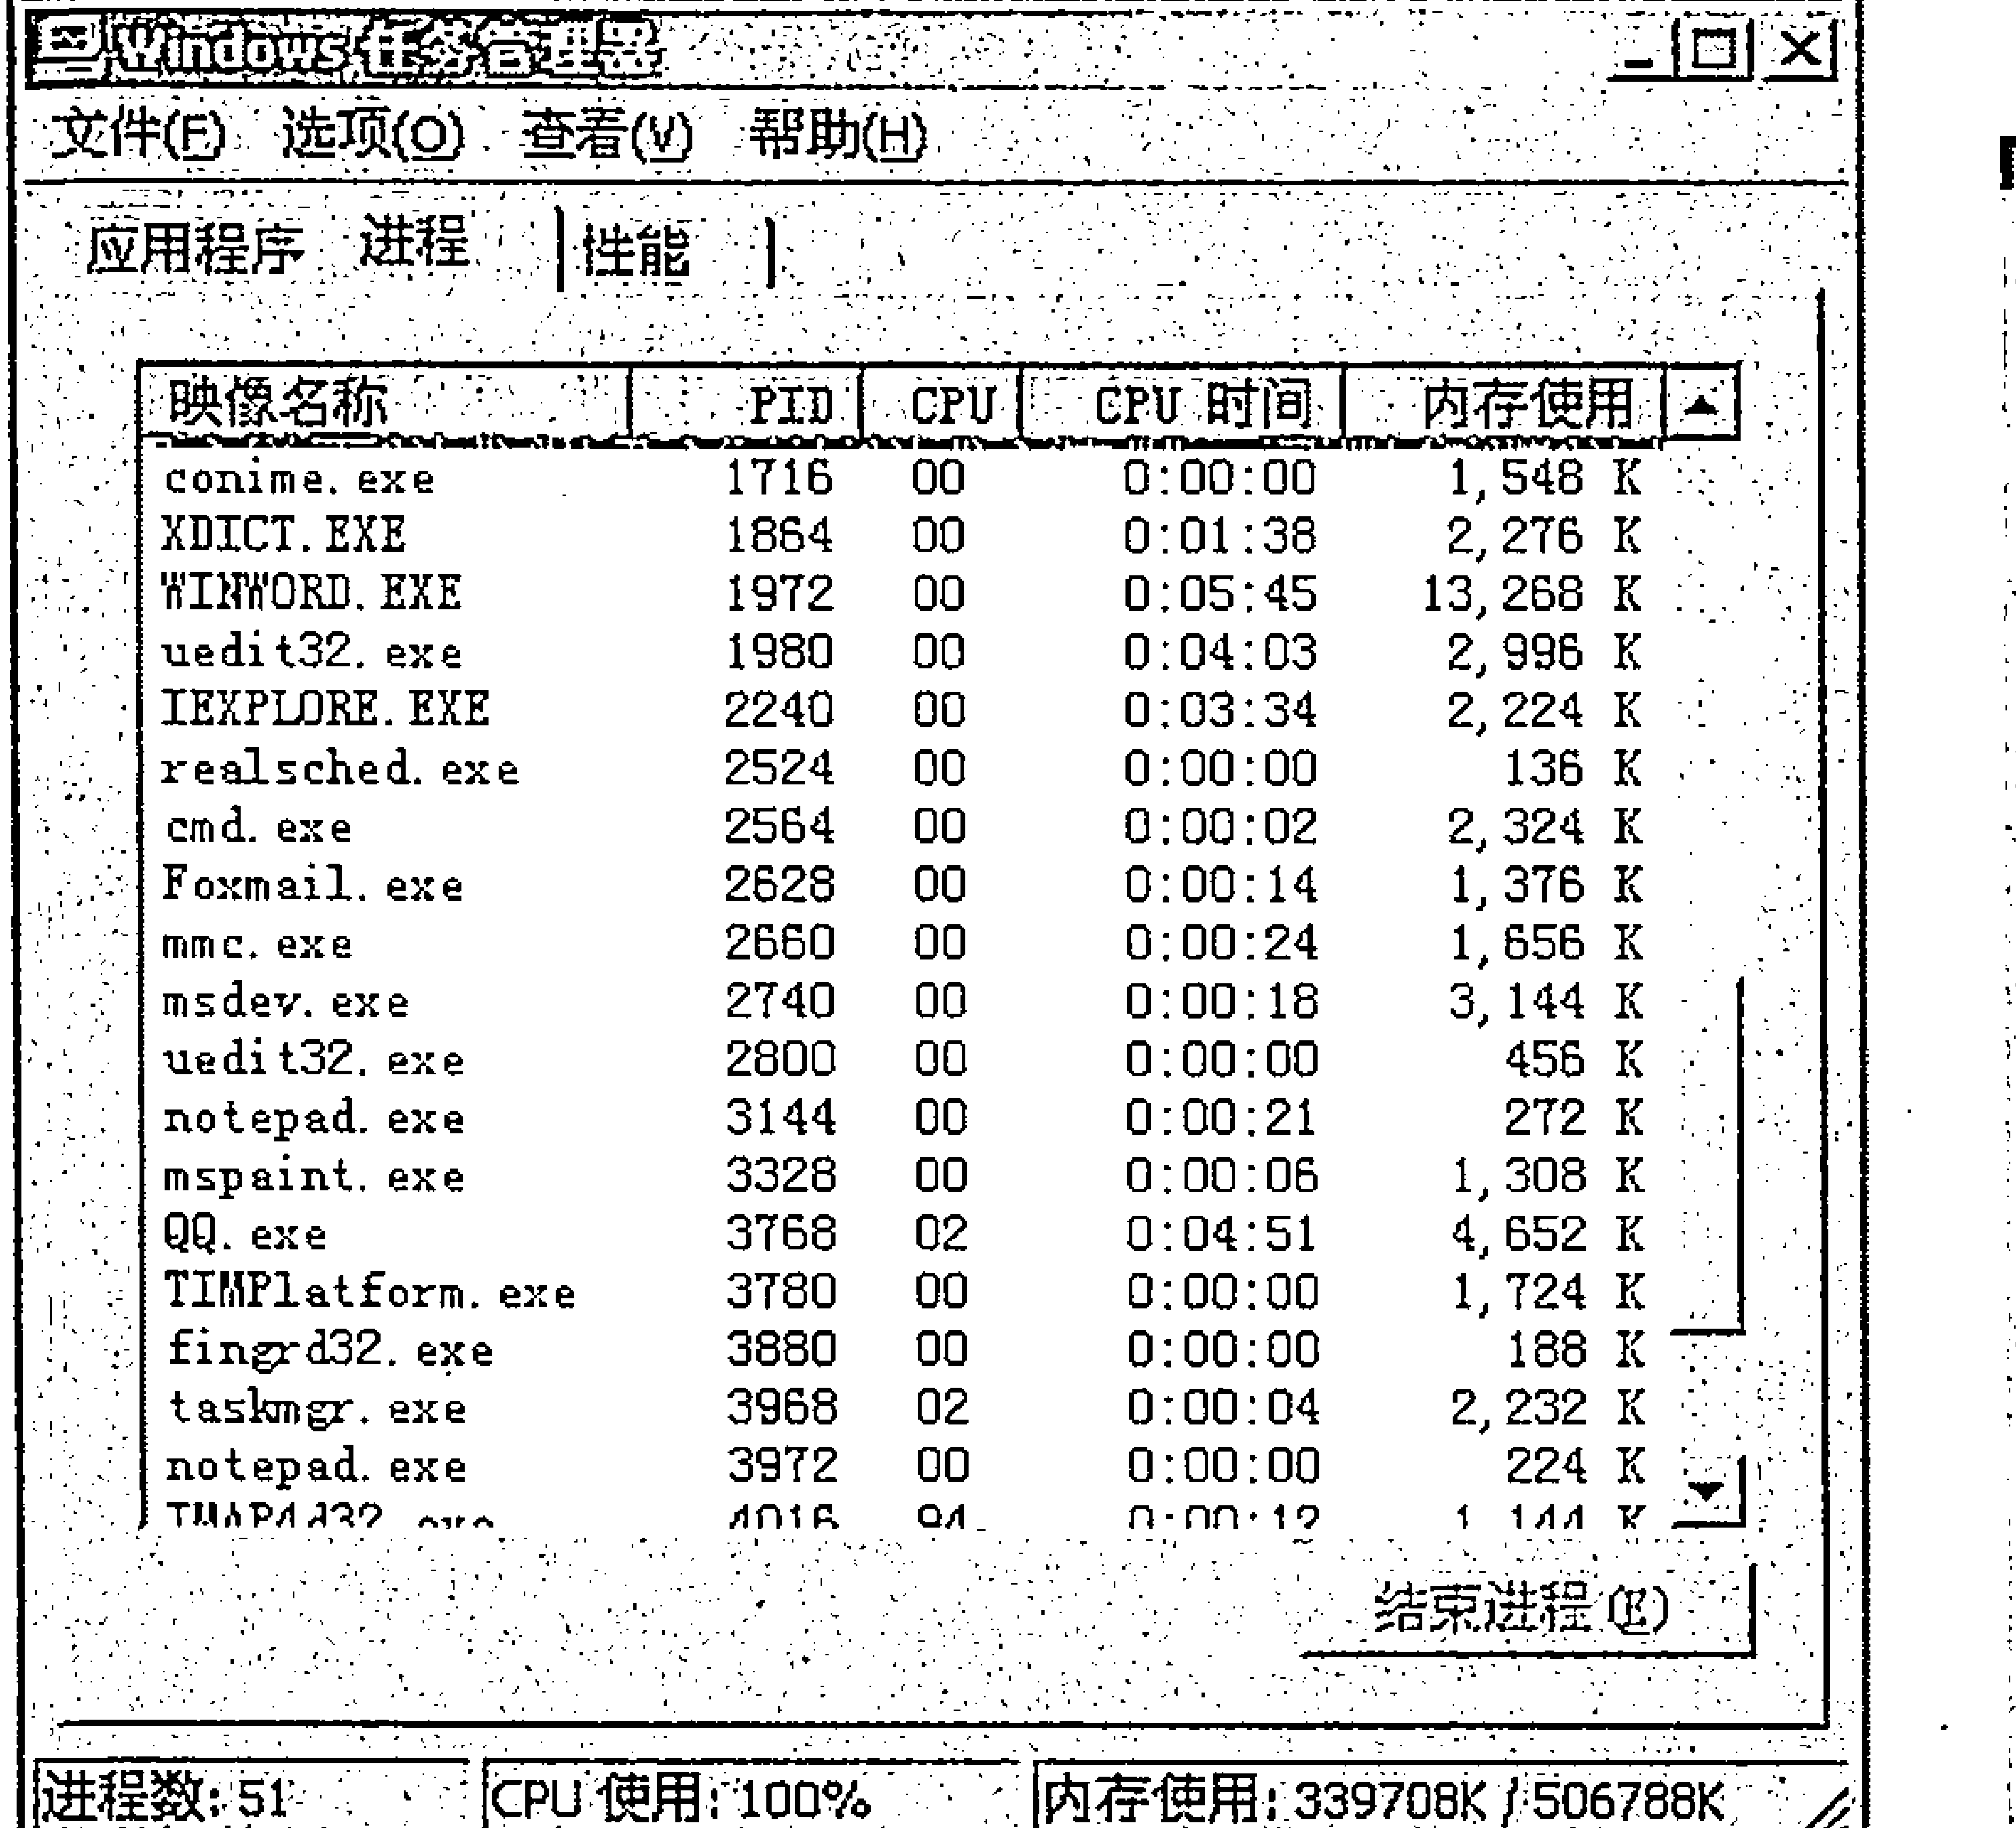 Windows 任务管理器
文件(F) 选项(O) 查看(V) 帮助(H)
应用程序 进程 性能
映像名称 PID CPU CPU 时间 内存使用
conime.exe 1716 00 0:00:00 1,548 K
XDICT.EXE 1864 00 0:01:38 2,276 K
WINWORD.EXE 1972 00 0:05:45 13,268 K
uedit32.exe 1980 00 0:04:03 2,996 K
IEXPLORE.EXE 2240 00 0:03:34 2,224 K
realsched.exe 2524 00 0:00:00 136 K
cmd.exe 2564 00 0:00:02 2,324 K
Foxmail.exe 2628 00 0:00:14 1,376 K
mmc.exe 2660 00 0:00:24 1,656 K
msdev.exe 2740 00 0:00:18 3,144 K
uedit32.exe 2800 00 0:00:00 456 K
notepad.exe 3144 00 0:00:21 272 K
mspaint.exe 3328 00 0:00:06 1,308 K
QQ.exe 3768 02 0:04:51 4,652 K
TIMPlatform.exe 3780 00 0:00:00 1,724 K
fingrd32.exe 3880 00 0:00:00 188 K
taskmgr.exe 3968 02 0:00:04 2,232 K
notepad.exe 3972 00 0:00:00 224 K
4016 94 0:00:12 1,144 K
结束进程(E)
进程数: 51 CPU 使用: 100% 内存使用: 339708K / 506788K